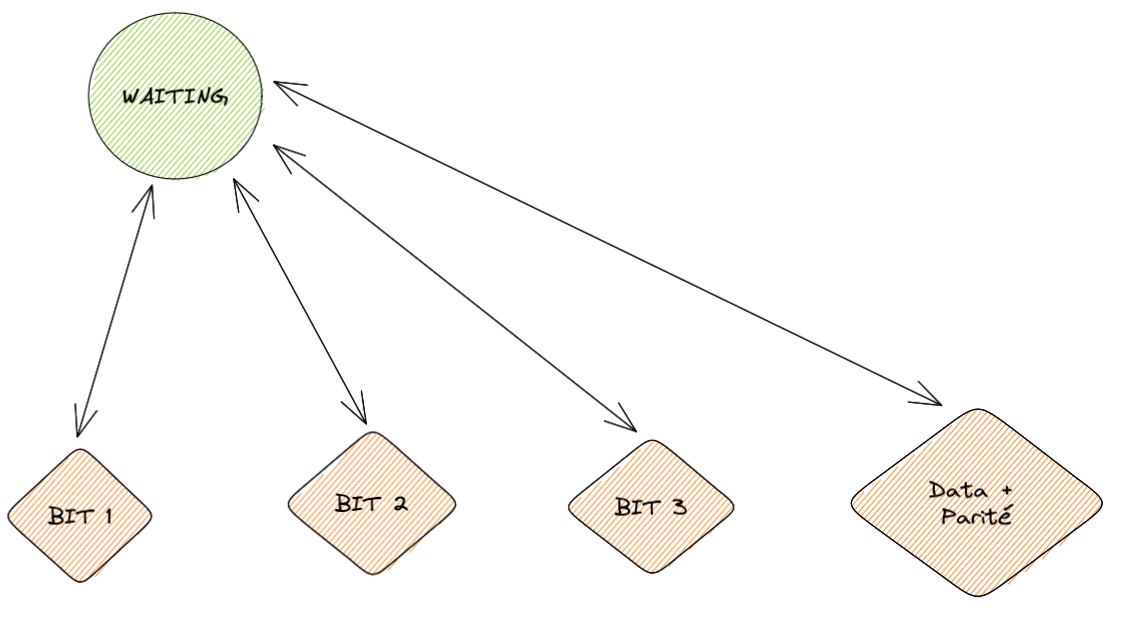 WAITING
BIT 1
BIT 2
BIT 3
Data +
Parité